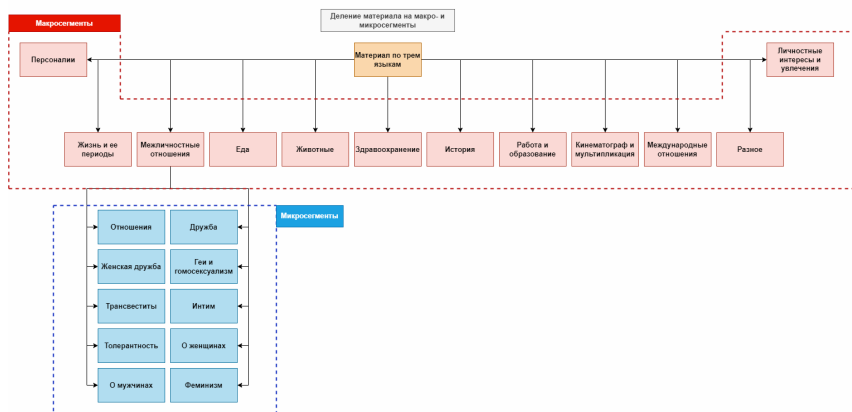 Макросегменты
Деление материала на макро- и
микросегменты
Персоналии
Материал по трем
языкам
Личностные
интересы и
увлечения
Жизнь и ее
периоды
Межличностные
отношения
Еда
Животные
Здравоохранение
История
Работа и
образование
Кинематограф и
мультипликация
Международные
отношения
Разное
Микросегменты
Отношения
Дружба
Женская дружба
Геи и
гомосексуализм
Трансвеститы
Интим
Толерантность
О женщинах
О мужчинах
Феминизм